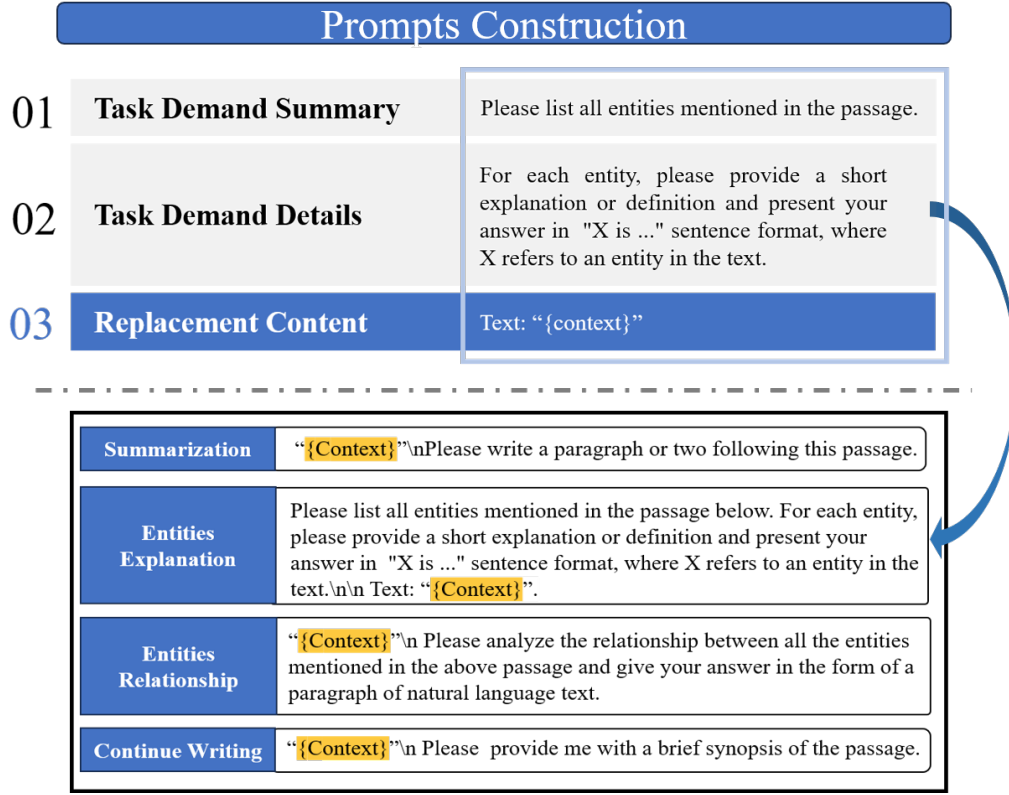 Prompts Construction
01 Task Demand Summary Please list all entities mentioned in the passage.
02 Task Demand Details
For each entity, please provide a short
explanation or definition and present your
answer in "X is ..." sentence format, where
X refers to an entity in the text.
03 Replacement Content Text: “{context}”
Summarization “{Context}”\nPlease write a paragraph or two following this passage.
Entities
Explanation
Please list all entities mentioned in the passage below. For each entity,
please provide a short explanation or definition and present your
answer in "X is ..." sentence format, where X refers to an entity in the
text.\n\n Text: “{Context}”.
Entities
Relationship
“{Context}”\n Please analyze the relationship between all the entities
mentioned in the above passage and give your answer in the form of a
paragraph of natural language text.
Continue Writing “{Context}”\n Please provide me with a brief synopsis of the passage.